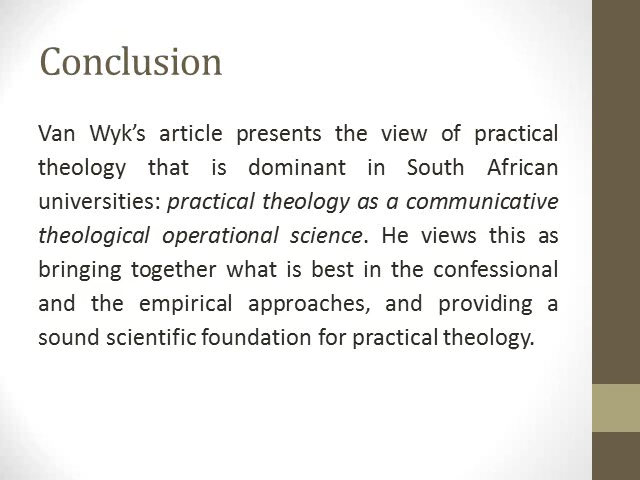 Conclusion
Van Wyk’s article presents the view of practical
theology that is dominant in South African
universities: practical theology as a communicative
theological operational science. He views this as
bringing together what is best in the confessional
and the empirical approaches, and providing a
sound scientific foundation for practical theology.